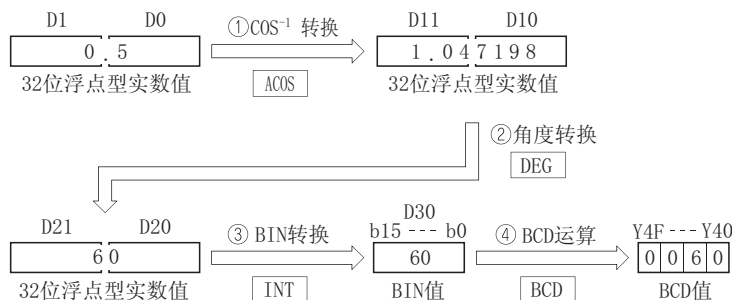 D1 D0
0.5
32位浮点型实数值
①COS⁻¹ 转换
ACOS
D11 D10
1.047198
32位浮点型实数值
②角度转换
DEG
D21 D20
60
32位浮点型实数值
③ BIN转换
INT
D30
b15 --- b0
60
BIN值
④ BCD运算
BCD
Y4F --- Y40
0 0 6 0
BCD值